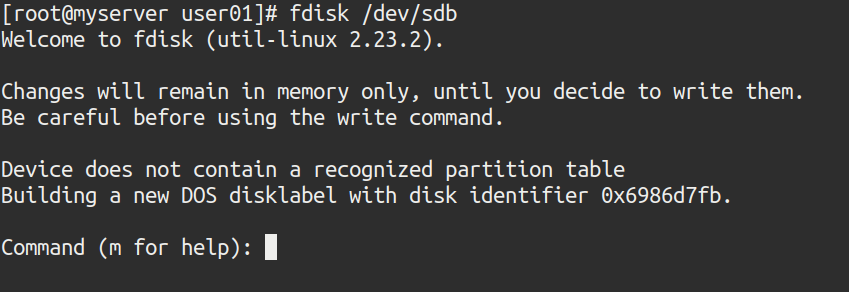 [root@myserver user01]# fdisk /dev/sdb
Welcome to fdisk (util-linux 2.23.2).
Changes will remain in memory only, until you decide to write them.
Be careful before using the write command.
Device does not contain a recognized partition table
Building a new DOS disklabel with disk identifier 0x6986d7fb.
Command (m for help):